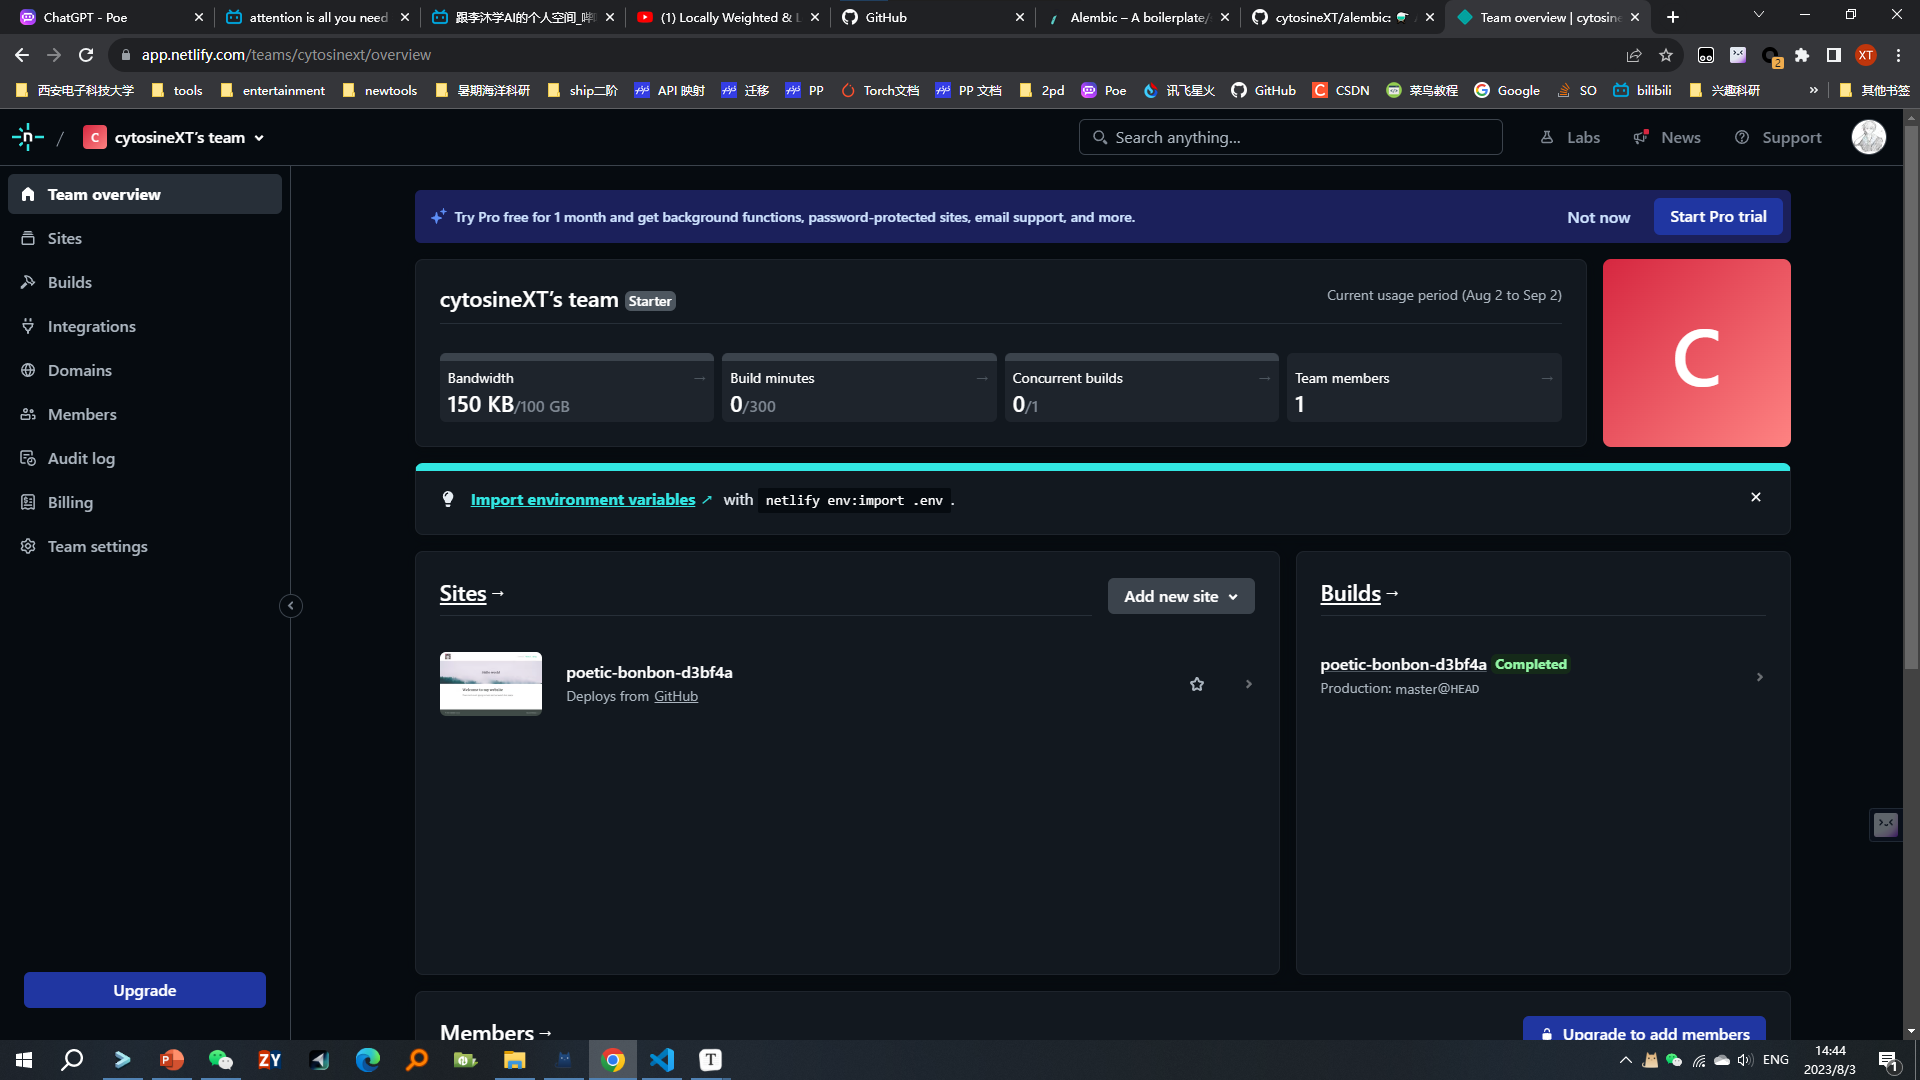 ChatGPT - Poe
attention is all you need
跟李沐学AI的个人空间_哔
(1) Locally Weighted & L
GitHub
Alembic – A boilerplate/
cytosineXT/alembic:
Team overview | cytosine
app.netlify.com/teams/cytosinext/overview
XT
2
西安电子科技大学
tools
entertainment
newtools
暑期海洋科研
ship二阶
API 映射
迁移
PP
Torch文档
PP 文档
2pd
Poe
讯飞星火
GitHub
CSDN
菜鸟教程
Google
SO
bilibili
兴趣科研
»
其他书签
/
C
cytosineXT's team
Search anything...
Labs
News
Support
Team overview
Sites
Builds
Integrations
Domains
Members
Audit log
Billing
Team settings
Upgrade
Try Pro free for 1 month and get background functions, password-protected sites, email support, and more.
Not now
Start Pro trial
cytosineXT's team Starter
Current usage period (Aug 2 to Sep 2)
Bandwidth →
150 KB/100 GB
Build minutes →
0/300
Concurrent builds →
0/1
Team members →
1
C
Import environment variables ↗ with netlify env:import .env .
Sites →
Add new site
poetic-bonbon-d3bf4a
Deploys from GitHub
Builds →
poetic-bonbon-d3bf4a Completed
Production: master@HEAD
Members →
Upgrade to add members
ZY
T
ENG
14:44
2023/8/3
1